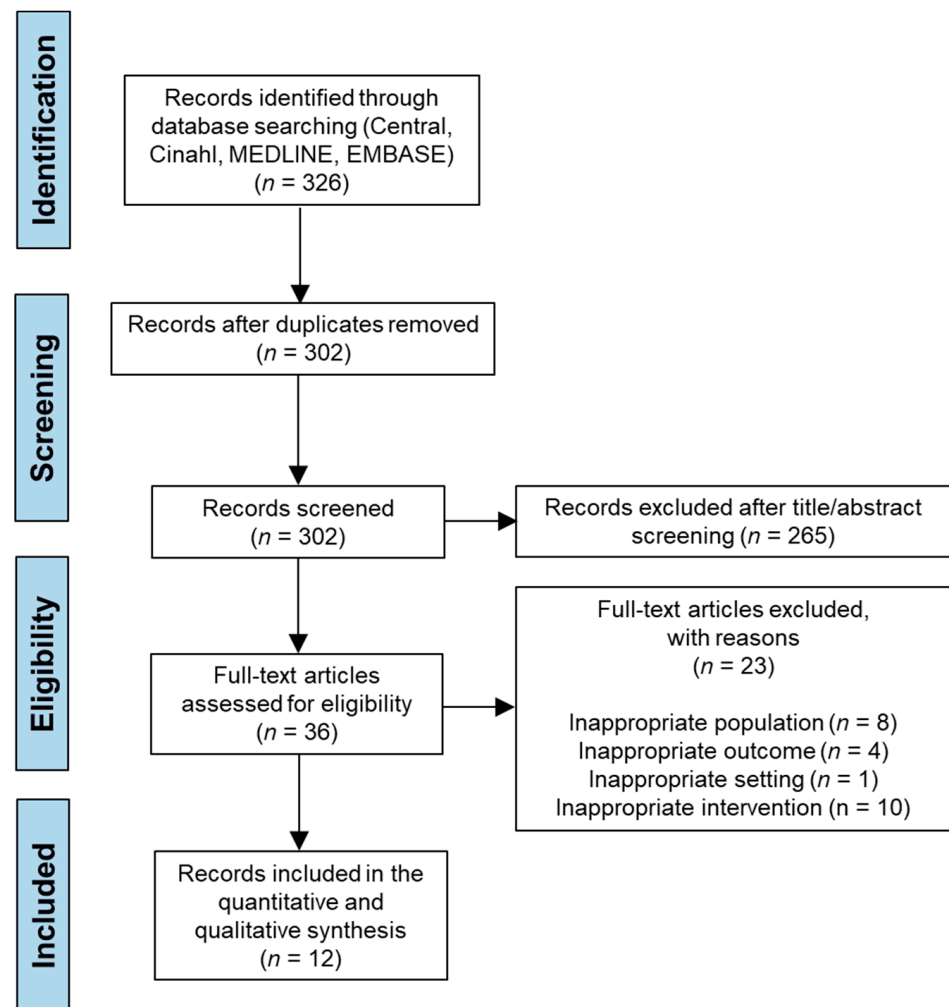 Identification
Records identified through
database searching (Central,
Cinahl, MEDLINE, EMBASE)
(n = 326)
Screening
Records after duplicates removed
(n = 302)
Records screened
(n = 302)
Records excluded after title/abstract
screening (n = 265)
Eligibility
Full-text articles
assessed for eligibility
(n = 36)
Full-text articles excluded,
with reasons
(n = 23)
Inappropriate population (n = 8)
Inappropriate outcome (n = 4)
Inappropriate setting (n = 1)
Inappropriate intervention (n = 10)
Included
Records included in the
quantitative and
qualitative synthesis
(n = 12)